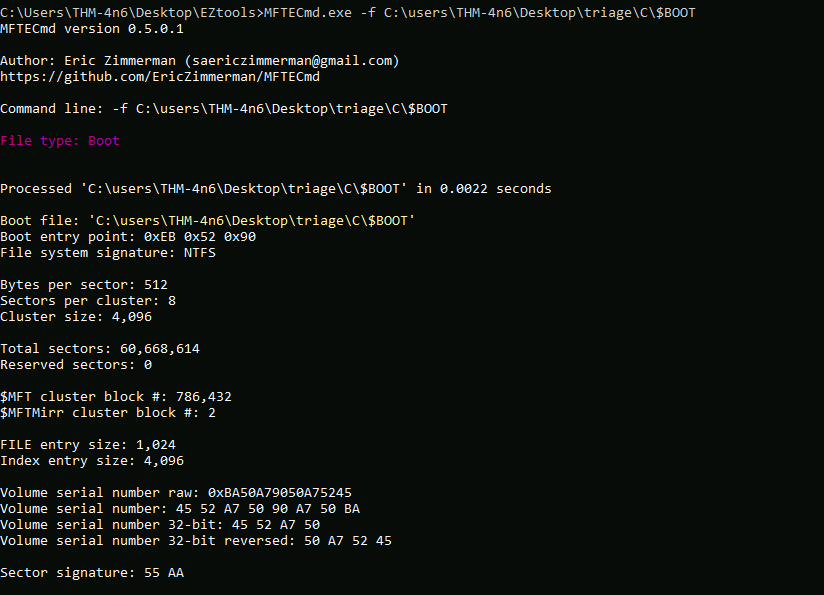 C:\Users\THM-4n6\Desktop\EZtools>MFTECmd.exe -f C:\users\THM-4n6\Desktop\triage\C\$BOOT
MFTECmd version 0.5.0.1
Author: Eric Zimmerman (saericzimmerman@gmail.com)
https://github.com/EricZimmerman/MFTECmd
Command line: -f C:\users\THM-4n6\Desktop\triage\C\$BOOT
File type: Boot
Processed 'C:\users\THM-4n6\Desktop\triage\C\$BOOT' in 0.0022 seconds
Boot file: 'C:\users\THM-4n6\Desktop\triage\C\$BOOT'
Boot entry point: 0xEB 0x52 0x90
File system signature: NTFS
Bytes per sector: 512
Sectors per cluster: 8
Cluster size: 4,096
Total sectors: 60,668,614
Reserved sectors: 0
$MFT cluster block #: 786,432
$MFTMirr cluster block #: 2
FILE entry size: 1,024
Index entry size: 4,096
Volume serial number raw: 0xBA50A79050A75245
Volume serial number: 45 52 A7 50 90 A7 50 BA
Volume serial number 32-bit: 45 52 A7 50
Volume serial number 32-bit reversed: 50 A7 52 45
Sector signature: 55 AA